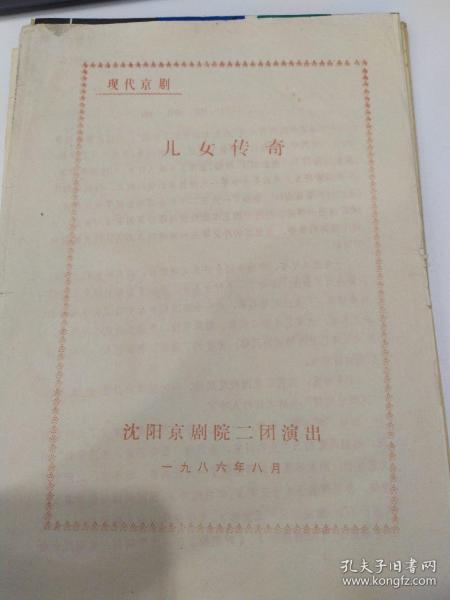 现代京剧
儿女传奇
沈阳京剧院二团演出
一九八六年八月
孔夫子旧书网
www.kongfz.com